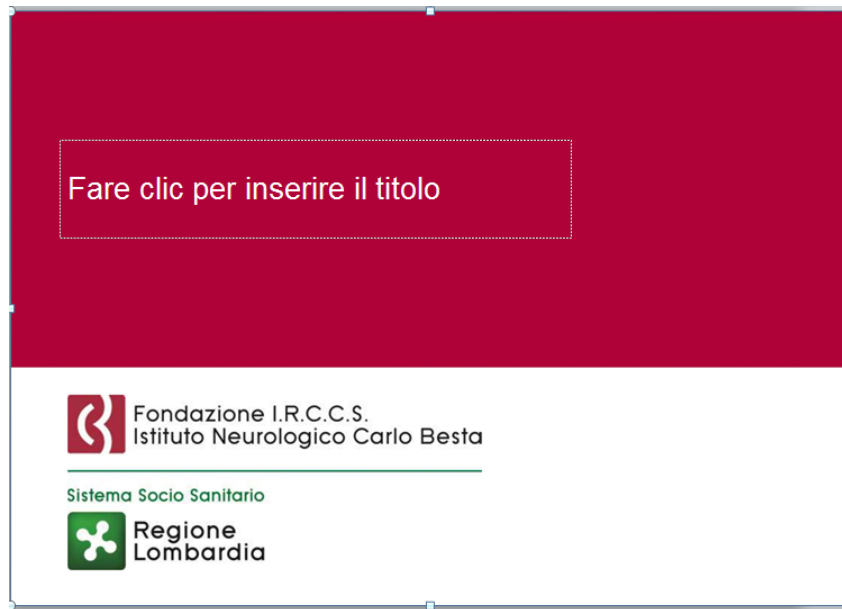 Fare clic per inserire il titolo
Fondazione I.R.C.C.S.
Istituto Neurologico Carlo Besta
Sistema Socio Sanitario
Regione
Lombardia